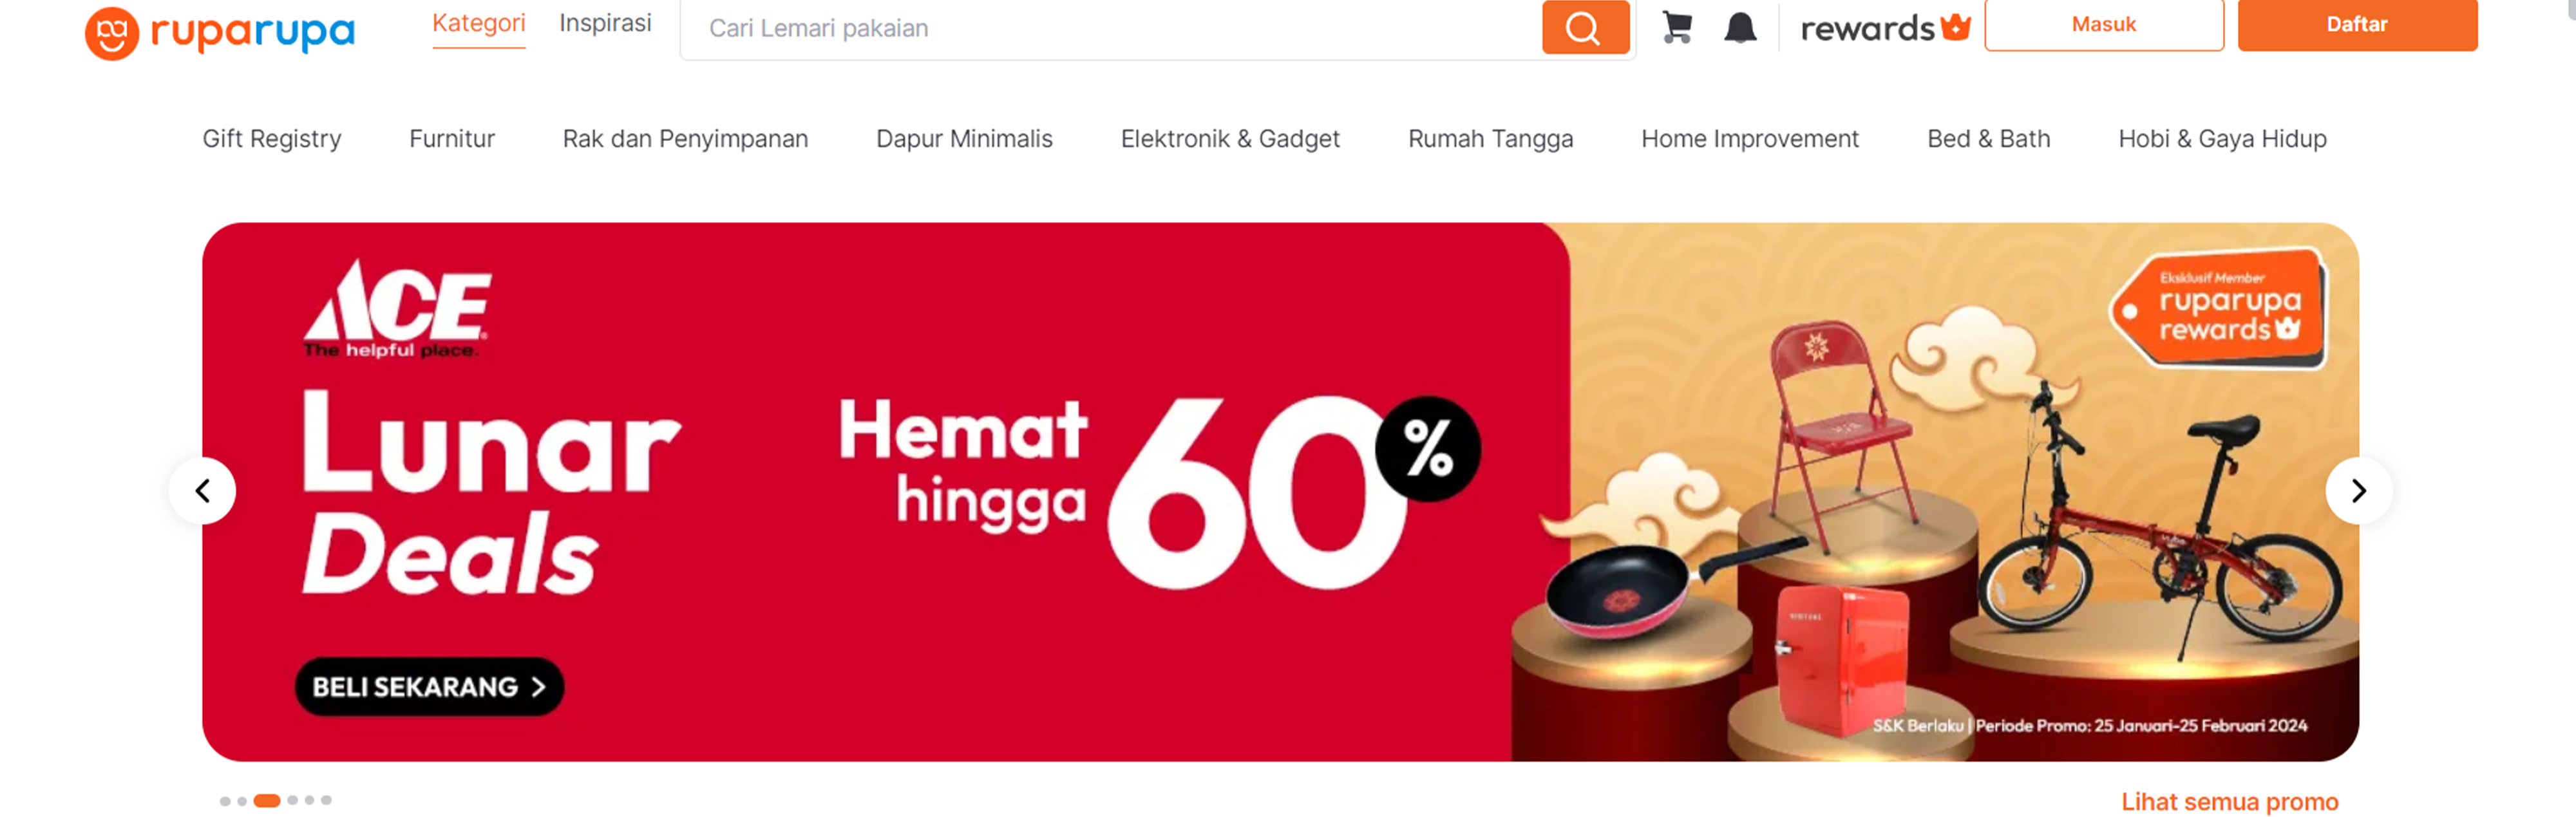 ruparupa
Kategori
Inspirasi
Cari Lemari pakaian
rewards
Masuk
Daftar
Gift Registry
Furnitur
Rak dan Penyimpanan
Dapur Minimalis
Elektronik & Gadget
Rumah Tangga
Home Improvement
Bed & Bath
Hobi & Gaya Hidup
ACE
The helpful place.
Lunar
Deals
BELI SEKARANG
Hemat
hingga
60%
Eksklusif Member
ruparupa
rewards
S&K Berlaku | Periode Promo: 25 Januari-25 Februari 2024
Lihat semua promo